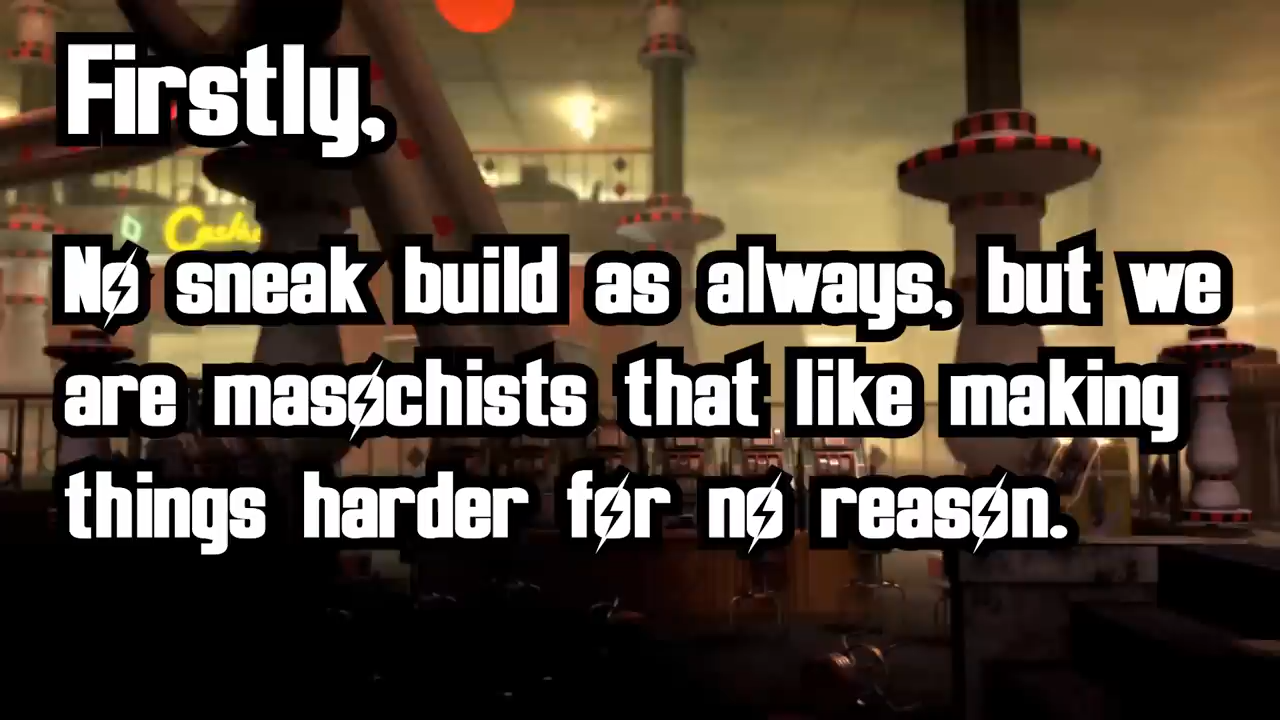 Firstly,
No sneak build as always, but we
are masochists that like making
things harder for no reason.